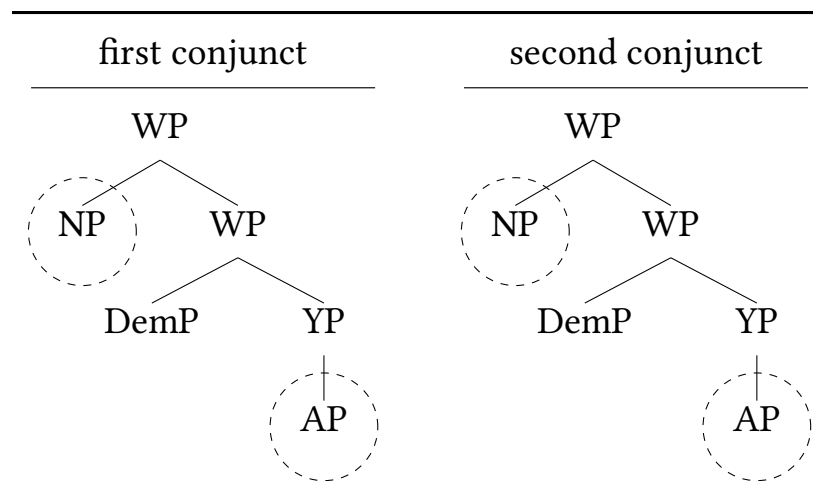 first conjunct second conjunct
WP WP
NP WP NP WP
DemP YP DemP YP
AP AP